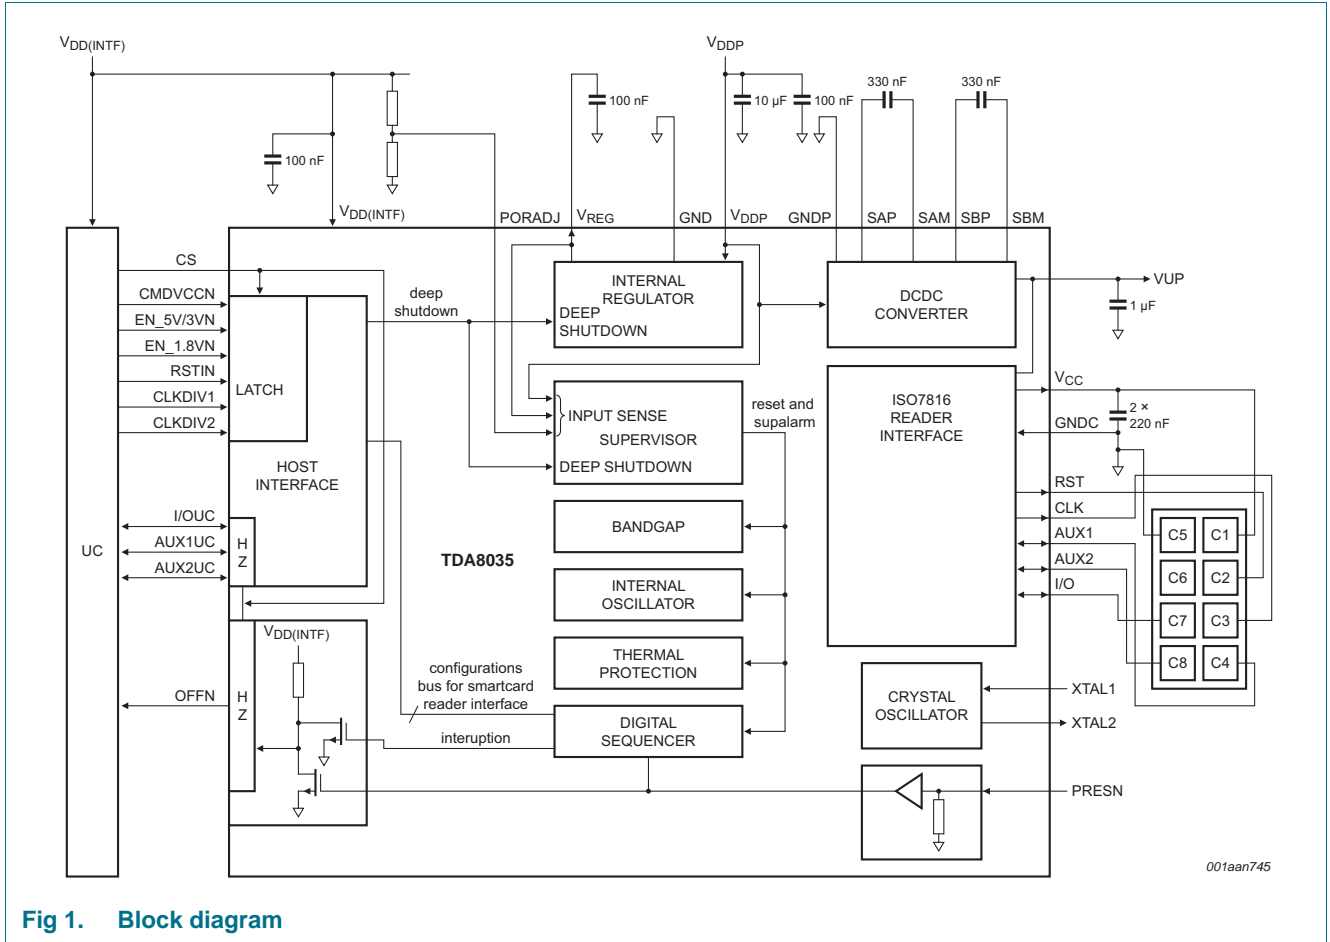 VDD(INTF)
VDDP
330 nF
330 nF
100 nF
10 µF
100 nF
100 nF
VDD(INTF)
PORADJ
VREG
GND
VDDP
GNDP
SAP
SAM
SBP
SBM
CS
CMDVCCN
EN_5V/3VN
EN_1.8VN
RSTIN
CLKDIV1
CLKDIV2
LATCH
HOST
INTERFACE
deep
shutdown
INTERNAL
REGULATOR
DEEP
SHUTDOWN
DCDC
CONVERTER
VUP
1 µF
INPUT SENSE
SUPERVISOR
DEEP SHUTDOWN
reset and
supalarm
ISO7816
READER
INTERFACE
VCC
2 ×
220 nF
GNDC
RST
CLK
AUX1
AUX2
I/O
UC
I/OUC
AUX1UC
AUX2UC
H
Z
TDA8035
BANDGAP
INTERNAL
OSCILLATOR
THERMAL
PROTECTION
C5
C1
C6
C2
C7
C3
C8
C4
VDD(INTF)
OFFN
H
Z
configurations
bus for smartcard
reader interface
interuption
DIGITAL
SEQUENCER
CRYSTAL
OSCILLATOR
XTAL1
XTAL2
PRESN
001aan745
Fig 1. Block diagram